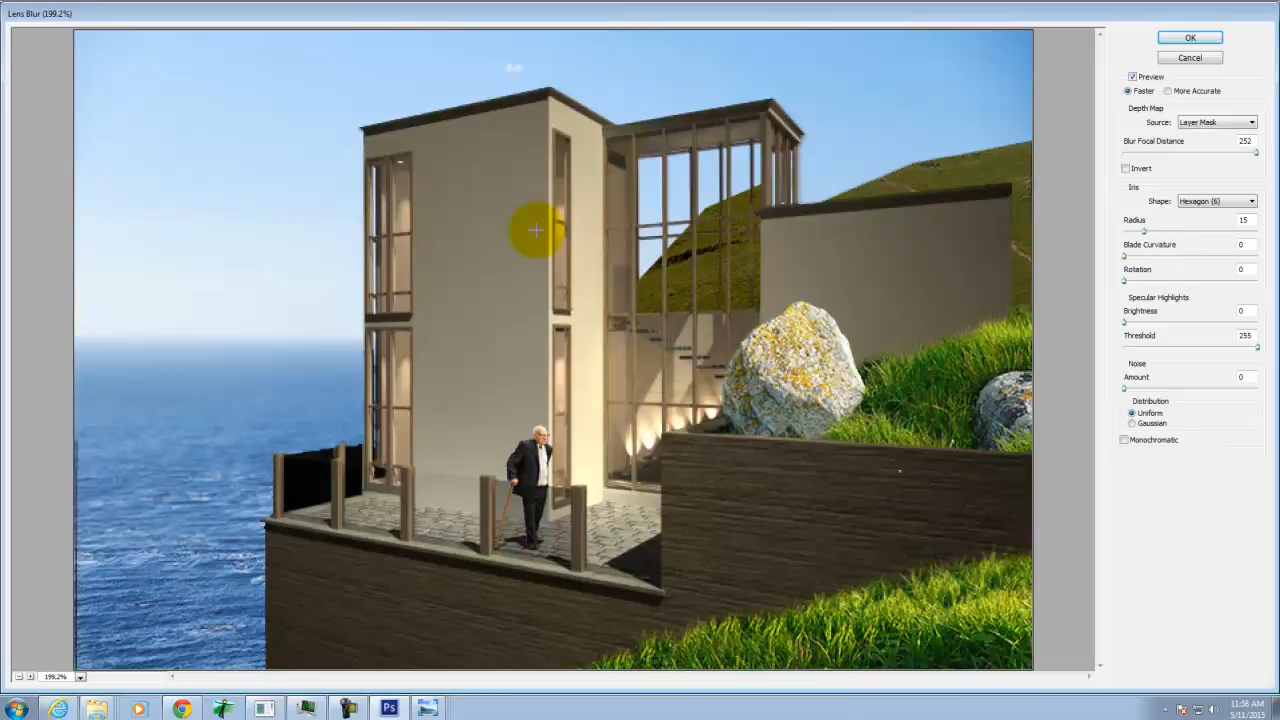 Lens Blur (199.2%)
OK
Cancel
Preview
Faster
More Accurate
Depth Map
Source: Layer Mask
Blur Focal Distance 252
Invert
Iris
Shape: Hexagon (6)
Radius 15
Blade Curvature 0
Rotation 0
Specular Highlights
Brightness 0
Threshold 255
Noise
Amount 0
Distribution
Uniform
Gaussian
Monochromatic
199.2%
Ps
11:38 AM
5/11/2015